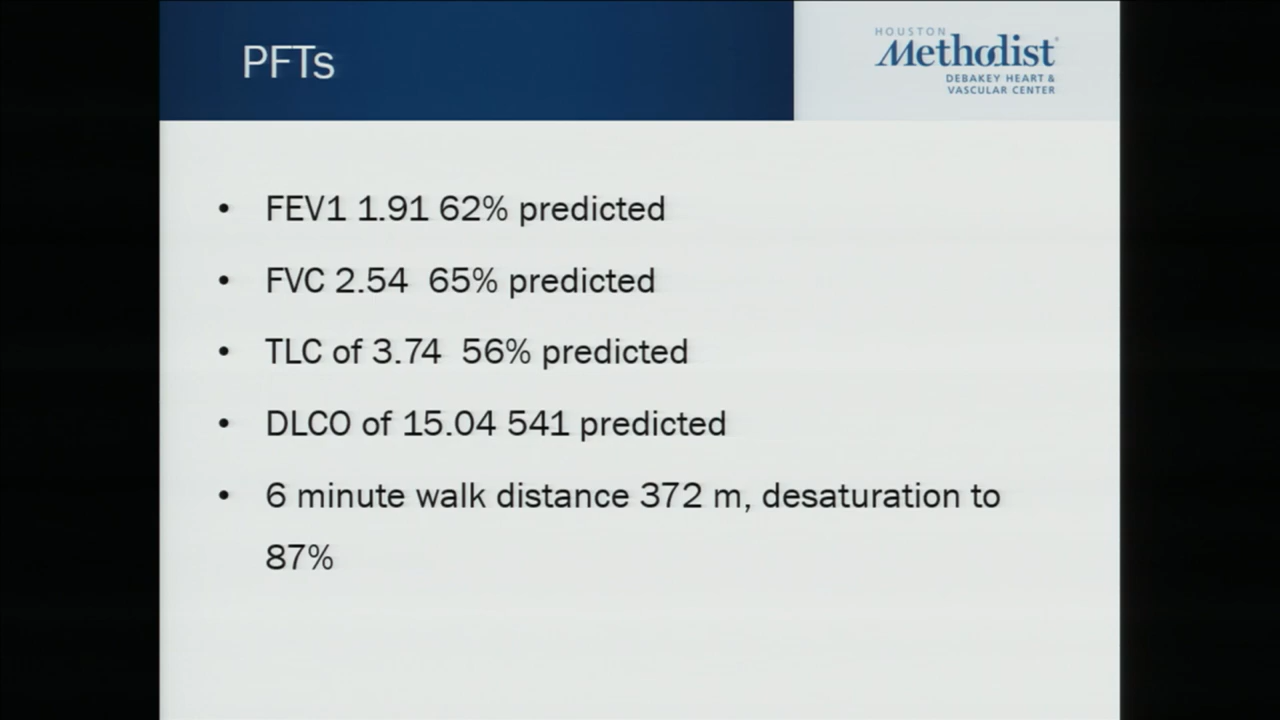 PFTs
HOUSTON
Methodist®
DEBAKEY HEART &
VASCULAR CENTER
• FEV1 1.91 62% predicted
• FVC 2.54 65% predicted
• TLC of 3.74 56% predicted
• DLCO of 15.04 541 predicted
• 6 minute walk distance 372 m, desaturation to
87%